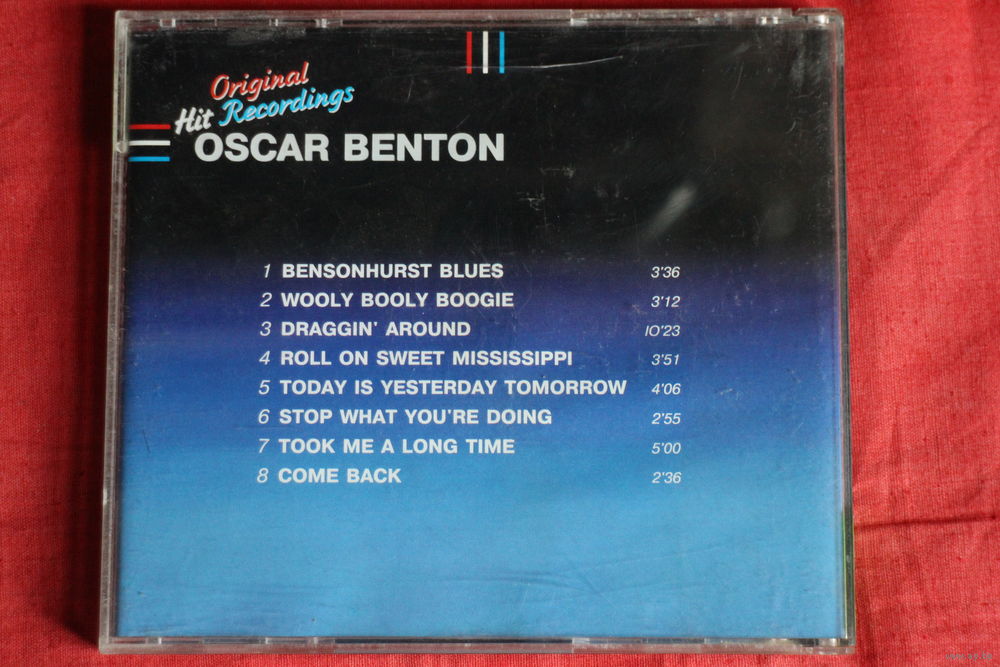 Original
Hit Recordings
OSCAR BENTON
1 BENSONHURST BLUES 3'36
2 WOOLY BOOLY BOOGIE 3'12
3 DRAGGIN' AROUND 10'23
4 ROLL ON SWEET MISSISSIPPI 3'51
5 TODAY IS YESTERDAY TOMORROW 4'06
6 STOP WHAT YOU'RE DOING 2'55
7 TOOK ME A LONG TIME 5'00
8 COME BACK 2'36